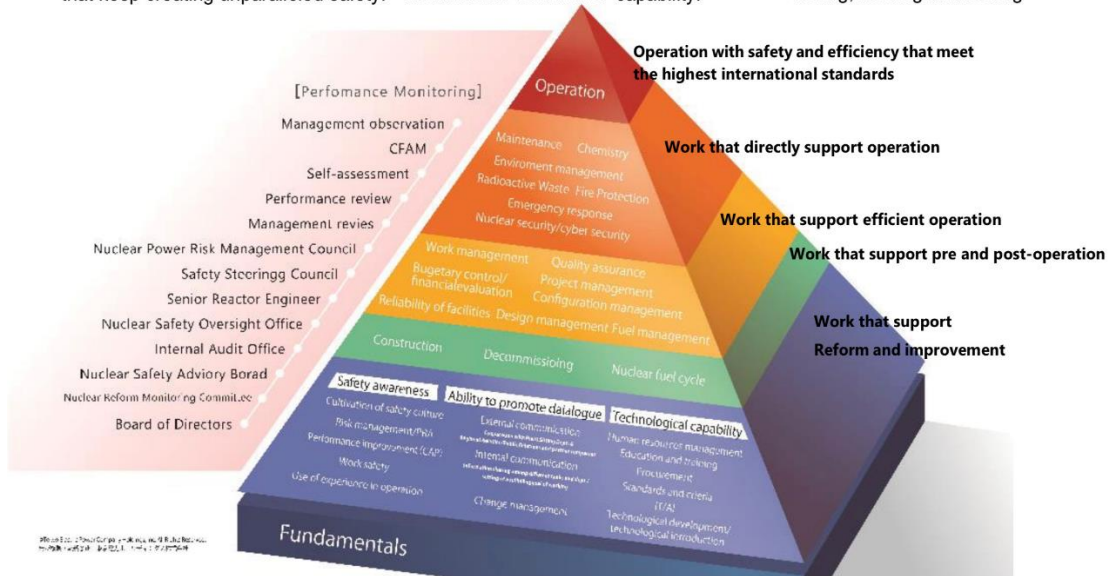 that keep creating unparalleled safety.
capability.
[Perfomance Monitoring]
Management observation
CFAM
Self-assessment
Performance review
Management revies
Nuclear Power Risk Management Council
Safety Steeringg Council
Senior Reactor Engineer
Nuclear Safety Oversight Office
Internal Audit Office
Nuclear Safety Adviory Borad
Nuclear Reform Monitoring Committee
Board of Directors
Operation
Operation with safety and efficiency that meet
the highest international standards
Maintenance Chemistry
Enviroment management
Radioactive Waste Fire Protection
Emergency response
Nuclear security/cyber security
Work that directly support operation
Work management Quality assurance
Bugetary control/
financialevaluation
Project management
Configuration management
Reliability of facilities Design management Fuel management
Work that support efficient operation
Construction Decommissioing Nuclear fuel cycle
Work that support pre and post-operation
Work that support
Reform and improvement
Safety awareness
Cultivation of safety culture
Risk management/PRA
Performance improvement (CAP)
Work safety
Use of experience in operation
Ability to promote daialogue
External communication
Internal communication
Change management
Technological capability
Human resources management
Education and training
Procurement
Standards and criteria
IT/AI
Technological development/
technological introduction
Fundamentals